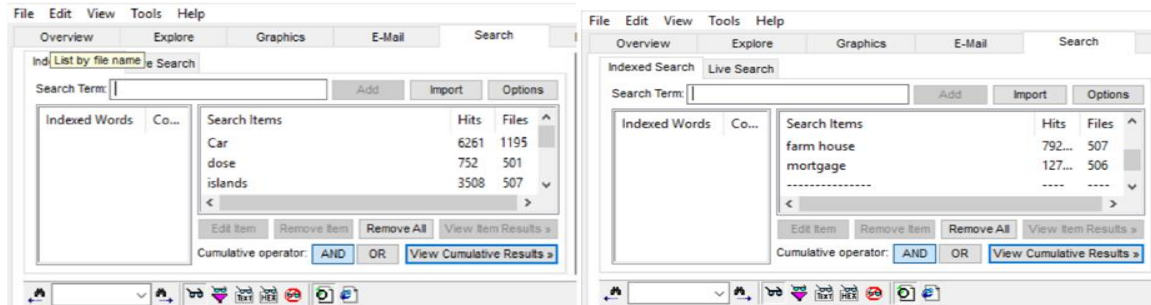 File Edit View Tools Help
Overview Explore Graphics E-Mail Search
List by file name e Search
Search Term: Add Import Options
Indexed Words Co... Search Items Hits Files
Car 6261 1195
dose 752 501
islands 3508 507
Edit Item Remove Item Remove All View Item Results »
Cumulative operator: AND OR View Cumulative Results »
TEXT HEX
File Edit View Tools Help
Overview Explore Graphics E-Mail Search
Indexed Search Live Search
Search Term: Add Import Options
Indexed Words Co... Search Items Hits Files
farm house 792... 507
mortgage 127... 506
--------------- ---- ----
Edit Item Remove Item Remove All View Item Results »
Cumulative operator: AND OR View Cumulative Results »
TEXT HEX